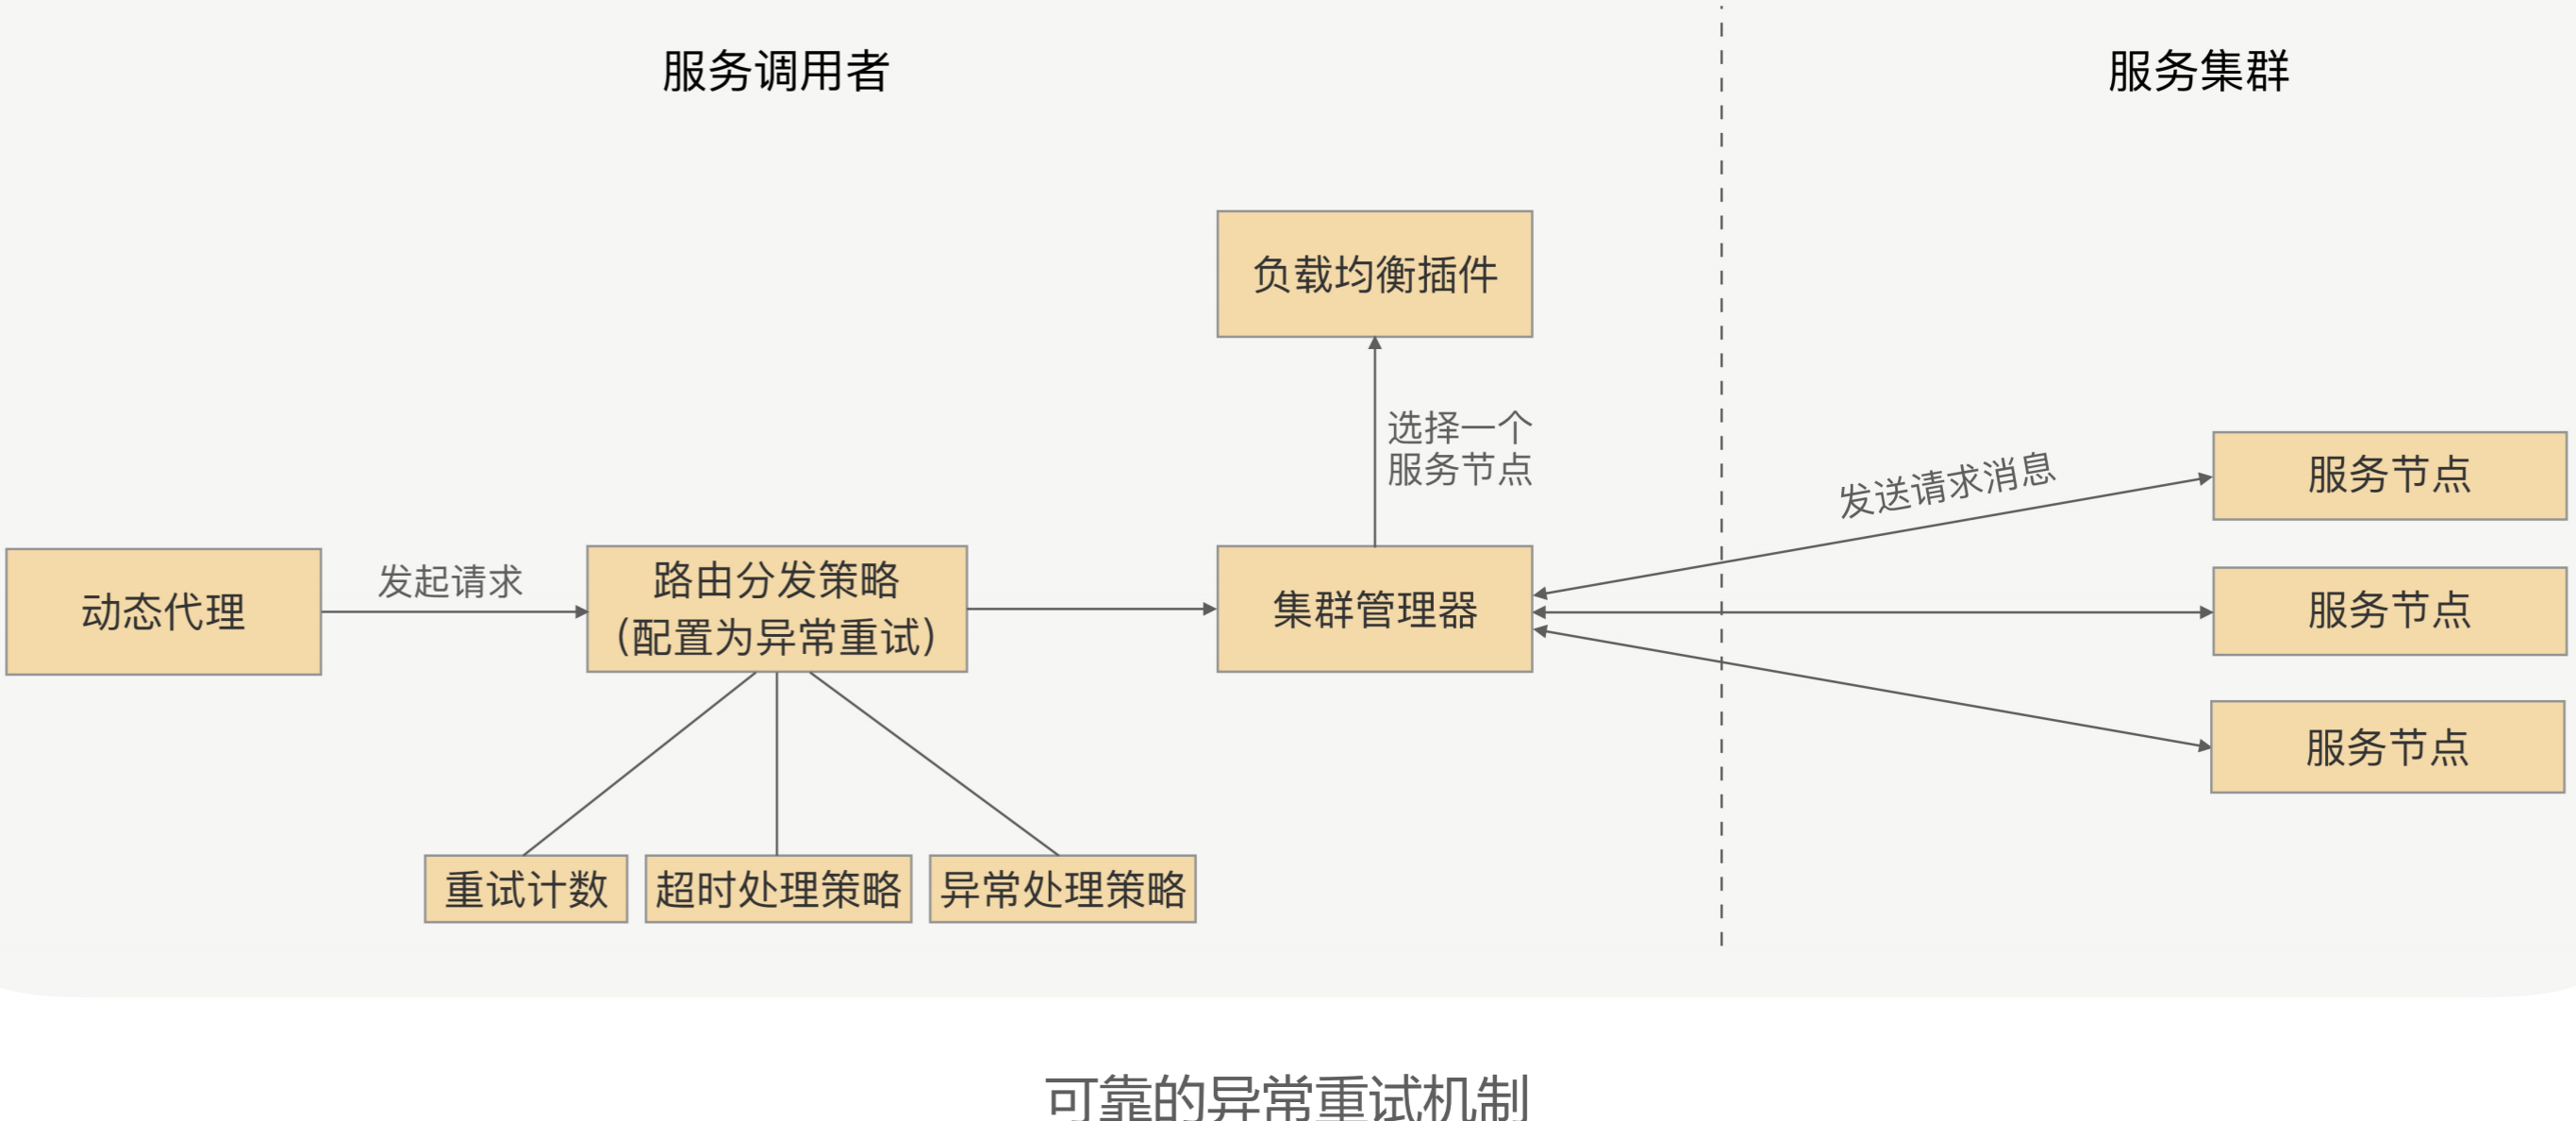 服务调用者
服务集群
负载均衡插件
选择一个
服务节点
发送请求消息
服务节点
动态代理
发起请求
路由分发策略
(配置为异常重试)
集群管理器
服务节点
服务节点
重试计数
超时处理策略
异常处理策略
可靠的异常重试机制